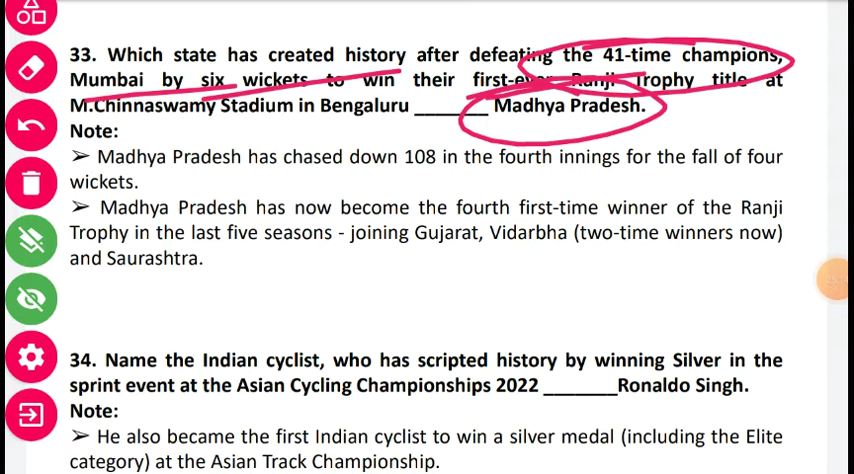 33. Which state has created history after defeating the 41-time champions,
Mumbai by six wickets to win their first-ever Ranji Trophy title at
M.Chinnaswamy Stadium in Bengaluru _______ Madhya Pradesh.
Note:
➢ Madhya Pradesh has chased down 108 in the fourth innings for the fall of four
wickets.
➢ Madhya Pradesh has now become the fourth first-time winner of the Ranji
Trophy in the last five seasons - joining Gujarat, Vidarbha (two-time winners now)
and Saurashtra.
34. Name the Indian cyclist, who has scripted history by winning Silver in the
sprint event at the Asian Cycling Championships 2022 _______Ronaldo Singh.
Note:
➢ He also became the first Indian cyclist to win a silver medal (including the Elite
category) at the Asian Track Championship.